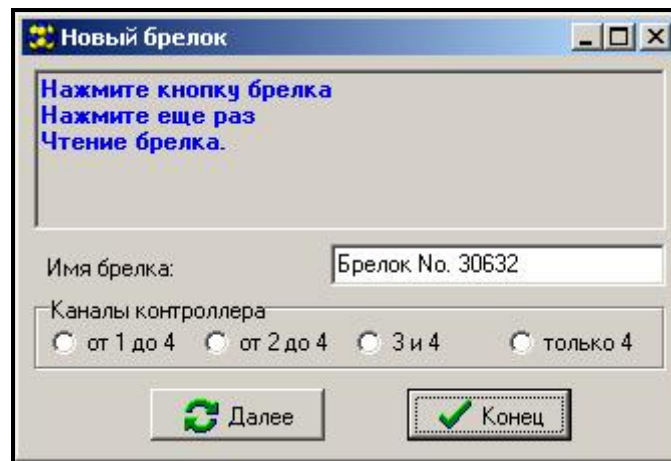 Новый брелок
Нажмите кнопку брелка
Нажмите еще раз
Чтение брелка.
Имя брелка: Брелок No. 30632
Каналы контроллера
от 1 до 4 от 2 до 4 3 и 4 только 4
Далее Конец